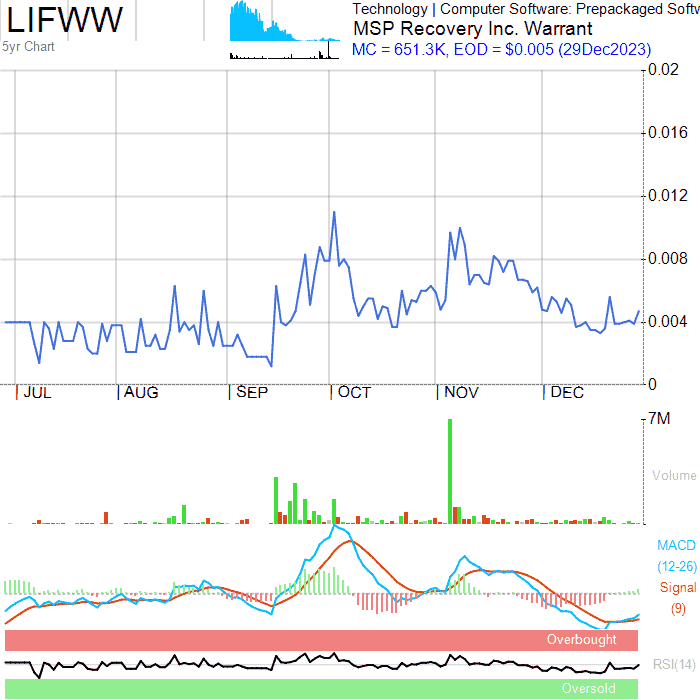 LIFWW
5yr Chart
Technology | Computer Software: Prepackaged Softw
MSP Recovery Inc. Warrant
MC = 651.3K, EOD = $0.005 (29Dec2023)
0.02
0.016
0.012
0.008
0.004
0
JUL AUG SEP OCT NOV DEC
7M
Volume
MACD
(12-26)
Signal
(9)
Overbought
RSI(14)
Oversold